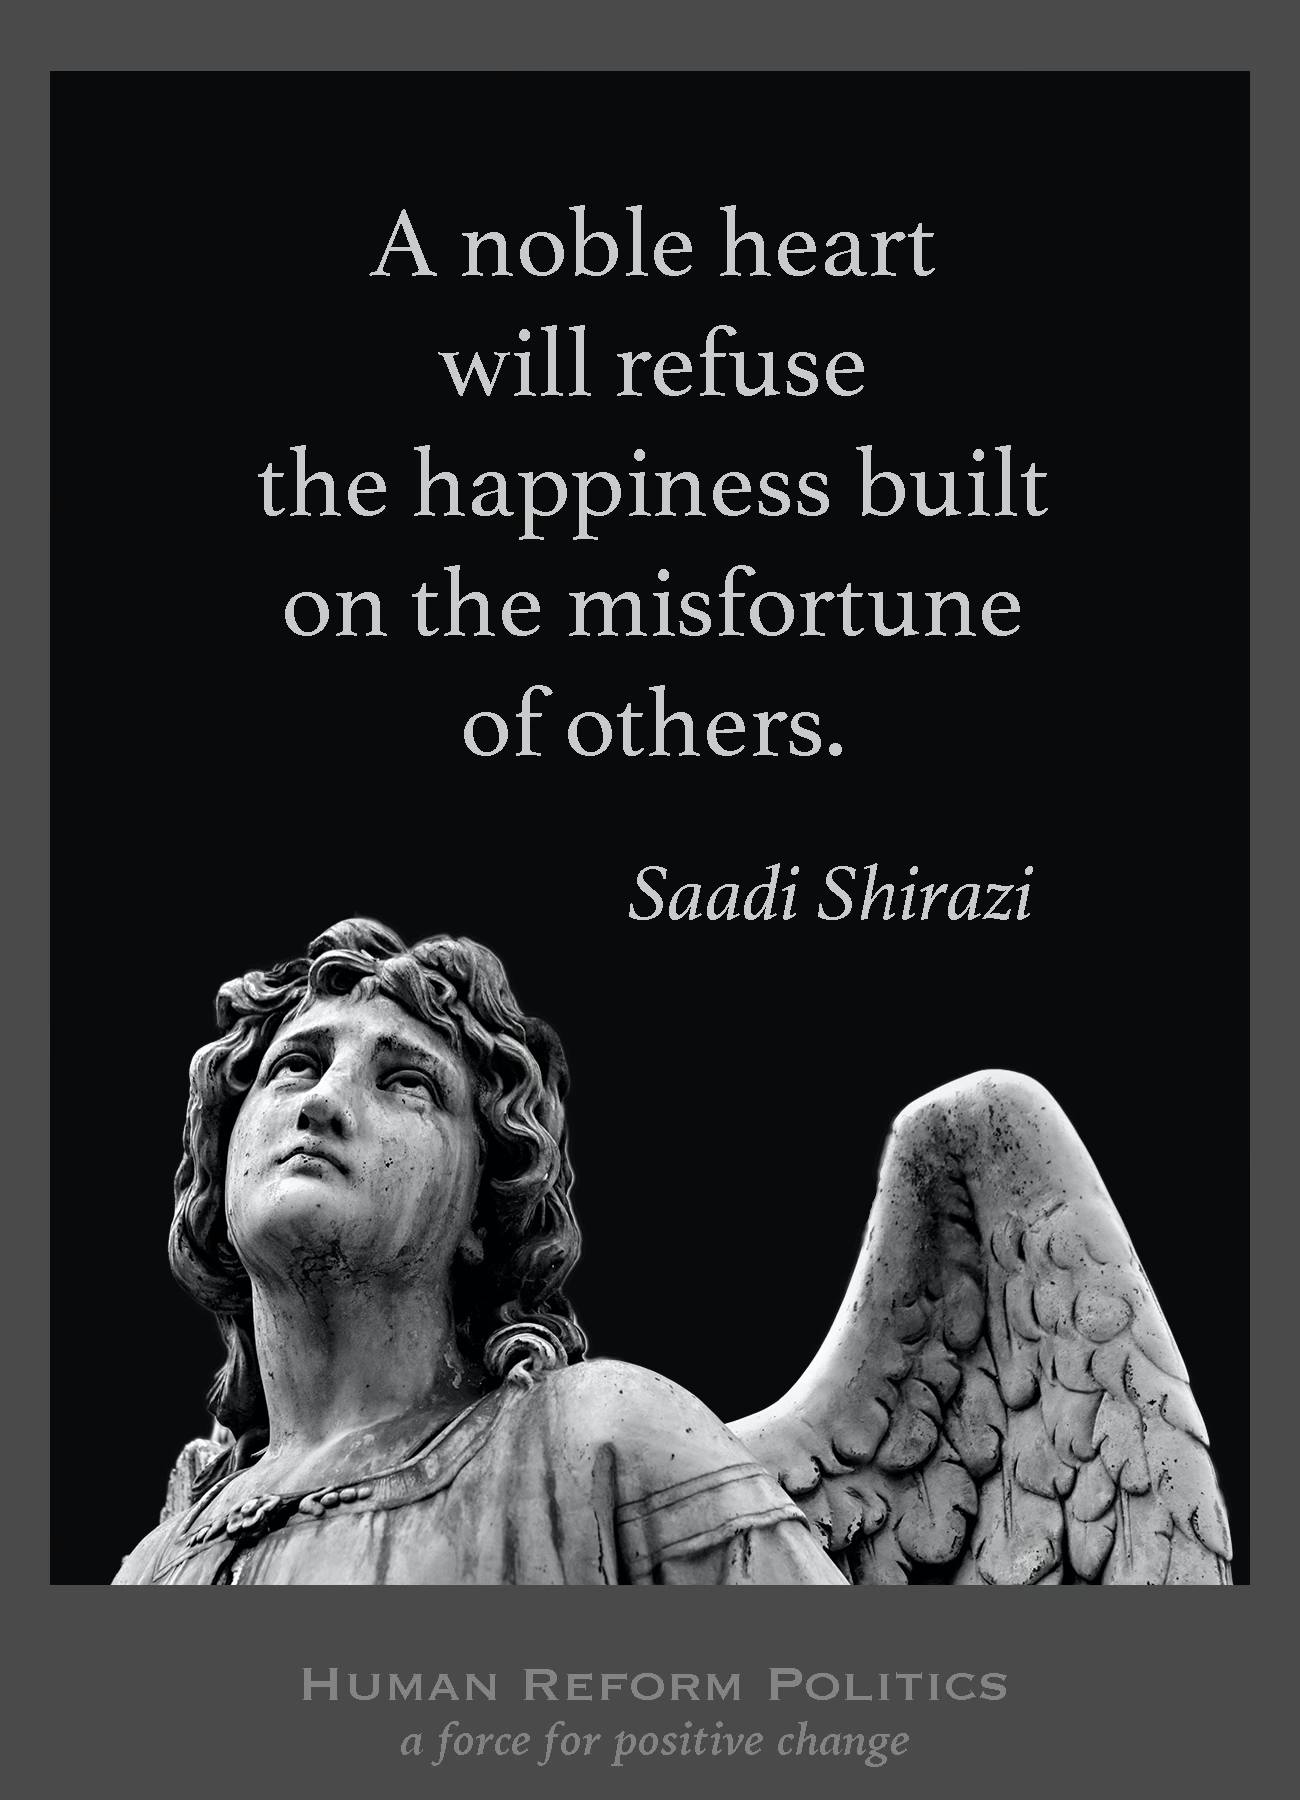 A noble heart
will refuse
the happiness built
on the misfortune
of others.
Saadi Shirazi
Human Reform Politics
a force for positive change